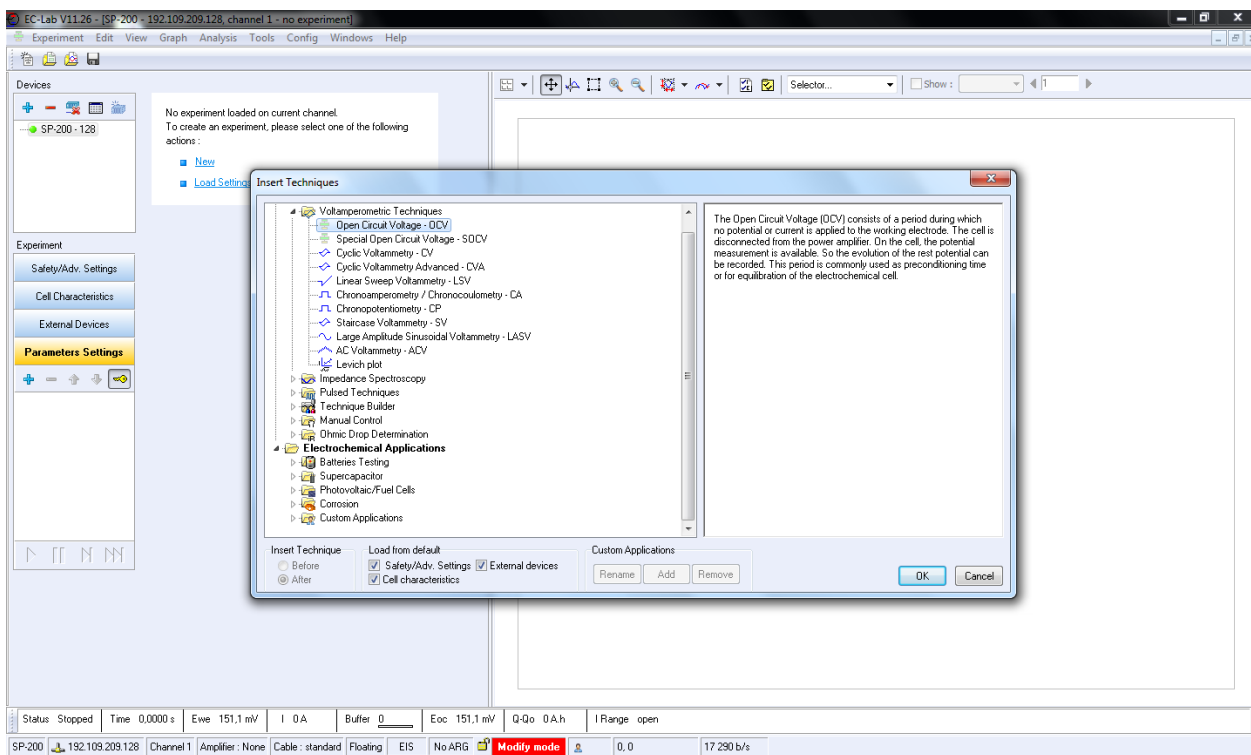 EC-Lab V11.26 - [SP-200 - 192.109.209.128, channel 1 - no experiment]
Experiment Edit View Graph Analysis Tools Config Windows Help
Selector...
Show :
1
Devices
SP-200 - 128
No experiment loaded on current channel.
To create an experiment, please select one of the following
actions :
New
Load Settings
Experiment
Safety/Adv. Settings
Cell Characteristics
External Devices
Parameters Settings
Insert Techniques
Voltamperometric Techniques
Open Circuit Voltage - OCV
Special Open Circuit Voltage - SOCV
Cyclic Voltammetry - CV
Cyclic Voltammetry Advanced - CVA
Linear Sweep Voltammetry - LSV
Chronoamperometry / Chronocoulometry - CA
Chronopotentiometry - CP
Staircase Voltammetry - SV
Large Amplitude Sinusoidal Voltammetry - LASV
AC Voltammetry - ACV
Levich plot
Impedance Spectroscopy
Pulsed Techniques
Technique Builder
Manual Control
Ohmic Drop Determination
Electrochemical Applications
Batteries Testing
Supercapacitor
Photovoltaic/Fuel Cells
Corrosion
Custom Applications
The Open Circuit Voltage (OCV) consists of a period during which
no potential or current is applied to the working electrode. The cell is
disconnected from the power amplifier. On the cell, the potential
measurement is available. So the evolution of the rest potential can
be recorded. This period is commonly used as preconditioning time
or for equilibration of the electrochemical cell.
Insert Technique
Before
After
Load from default
Safety/Adv. Settings External devices
Cell characteristics
Custom Applications
Rename Add Remove
OK Cancel
Status Stopped Time 0,0000 s Ewe 151,1 mV I 0 A Buffer 0 Eoc 151,1 mV Q-Qo 0 A.h I Range open
SP-200 192.109.209.128 Channel 1 Amplifier : None Cable : standard Floating EIS No ARG Modify mode 0, 0 17 290 b/s